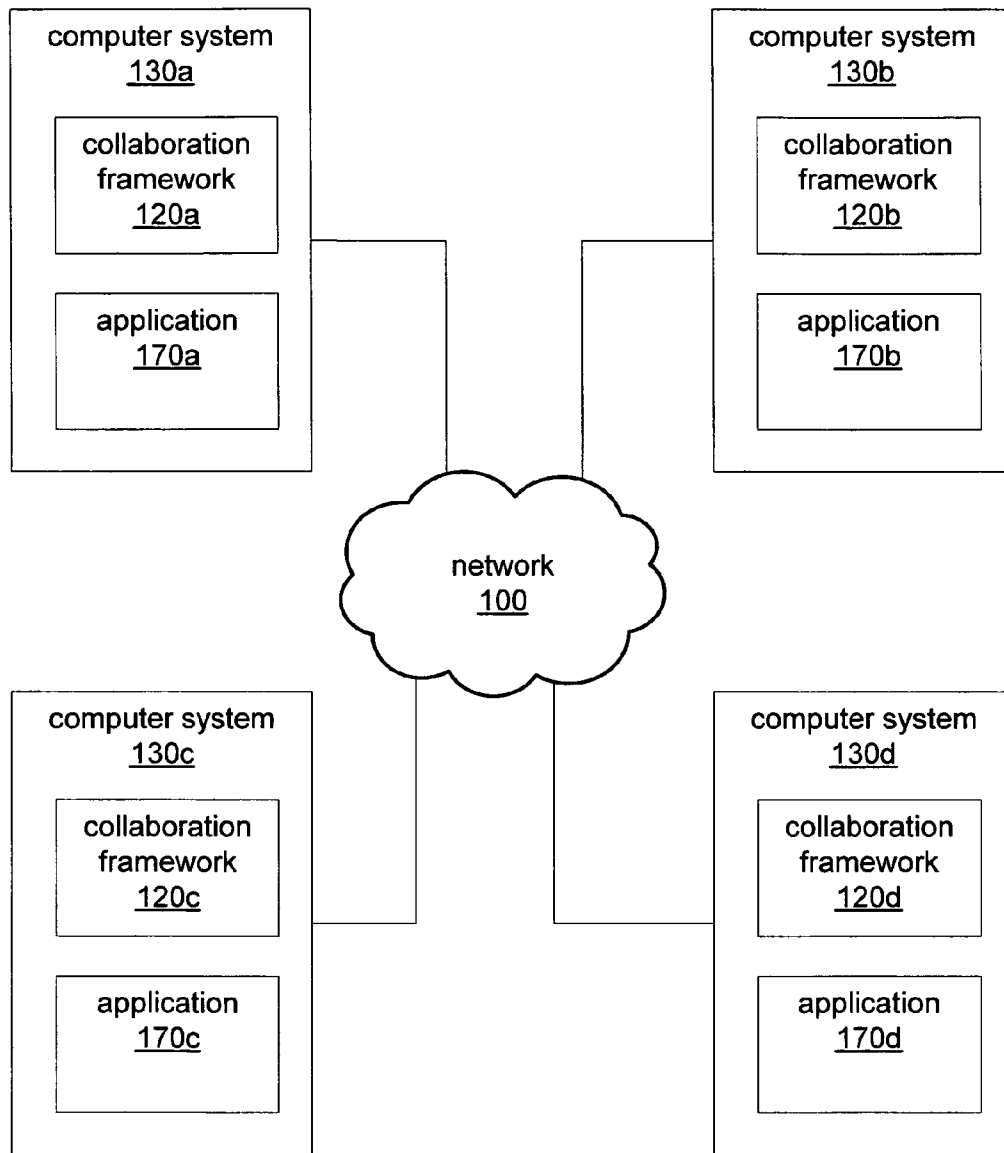 computer system
130a
collaboration
framework
120a
application
170a
computer system
130b
collaboration
framework
120b
application
170b
network
100
computer system
130c
collaboration
framework
120c
application
170c
computer system
130d
collaboration
framework
120d
application
170d